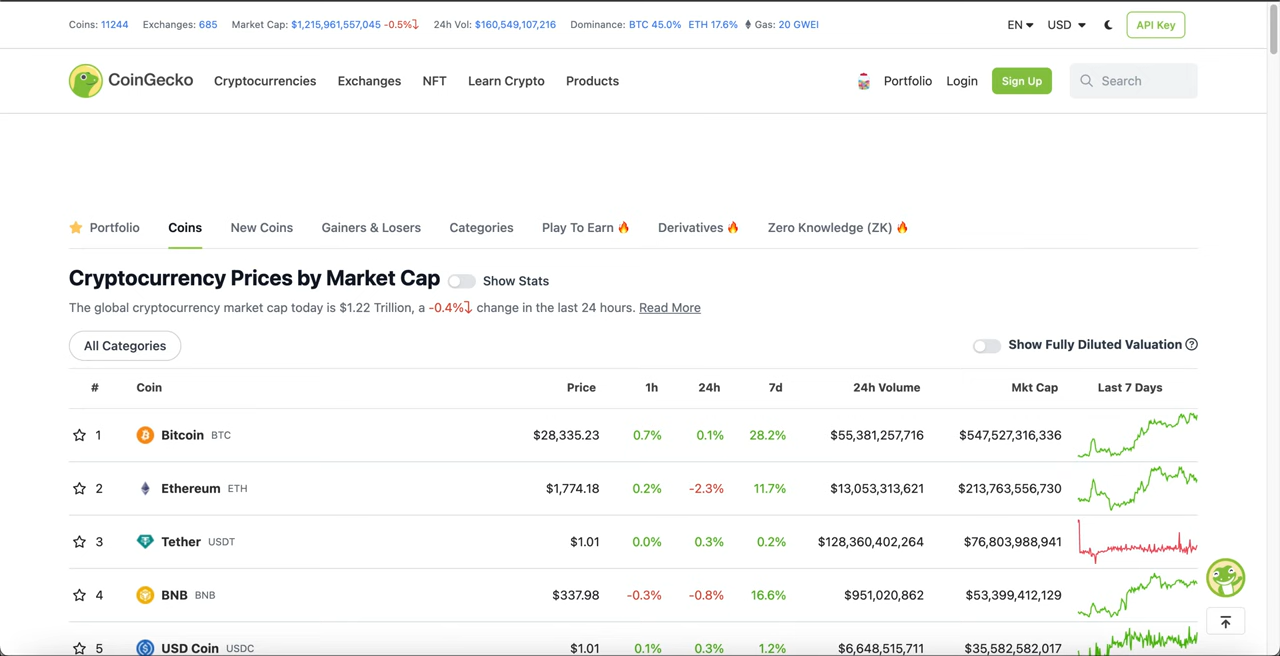 Coins: 11244 Exchanges: 685 Market Cap: $1,215,961,557,045 -0.5% 24h Vol: $160,549,107,216 Dominance: BTC 45.0% ETH 17.6% Gas: 20 GWEI EN USD API Key
CoinGecko Cryptocurrencies Exchanges NFT Learn Crypto Products Portfolio Login Sign Up Search
Portfolio Coins New Coins Gainers & Losers Categories Play To Earn Derivatives Zero Knowledge (ZK)
Cryptocurrency Prices by Market Cap Show Stats
The global cryptocurrency market cap today is $1.22 Trillion, a -0.4% change in the last 24 hours. Read More
All Categories Show Fully Diluted Valuation
# Coin Price 1h 24h 7d 24h Volume Mkt Cap Last 7 Days
1 Bitcoin BTC $28,335.23 0.7% 0.1% 28.2% $55,381,257,716 $547,527,316,336
2 Ethereum ETH $1,774.18 0.2% -2.3% 11.7% $13,053,313,621 $213,763,556,730
3 Tether USDT $1.01 0.0% 0.3% 0.2% $128,360,402,264 $76,803,988,941
4 BNB BNB $337.98 -0.3% -0.8% 16.6% $951,020,862 $53,399,412,129
5 USD Coin USDC $1.01 0.1% 0.3% 1.2% $6,648,515,711 $35,582,582,017